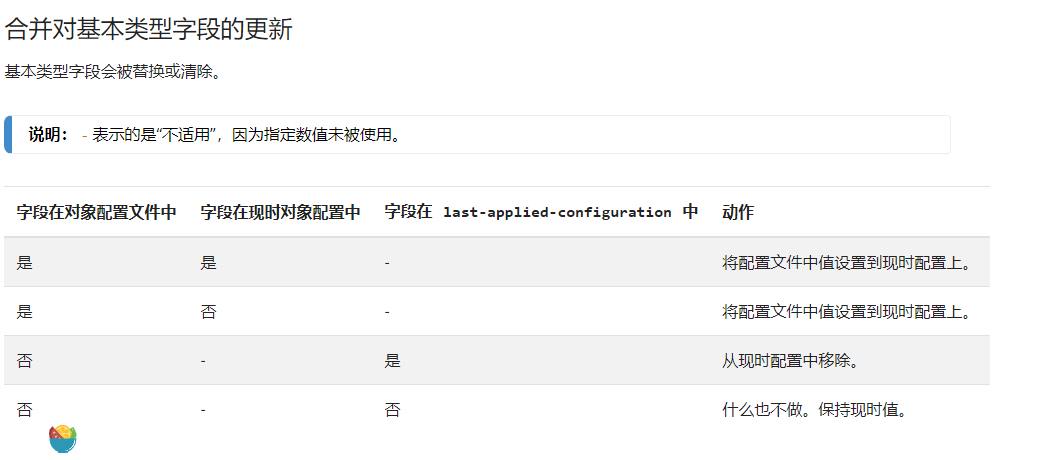 合并对基本类型字段的更新
基本类型字段会被替换或清除。
说明： - 表示的是“不适用”，因为指定数值未被使用。
字段在对象配置文件中 字段在现时对象配置中 字段在 last-applied-configuration 中 动作
是 是 - 将配置文件中值设置到现时配置上。
是 否 - 将配置文件中值设置到现时配置上。
否 - 是 从现时配置中移除。
否 - 否 什么也不做。保持现时值。